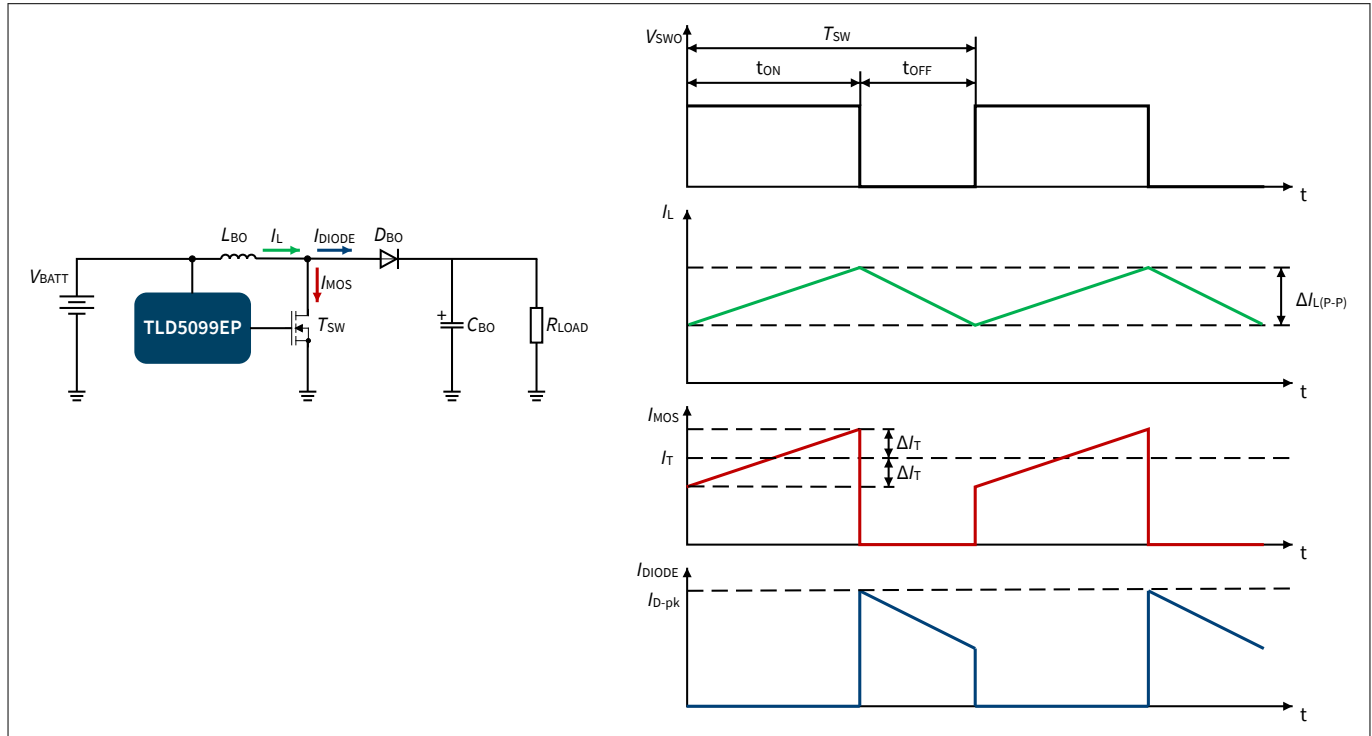 LBO IL IDIODE DBO
VBATT
IMOS
TLD5099EP
TSW
+
CBO
RLOAD
VSWO
TSW
tON tOFF
t
IL
ΔIL(P-P)
t
IMOS
IT
ΔIT
ΔIT
t
IDIODE
ID-pk
t